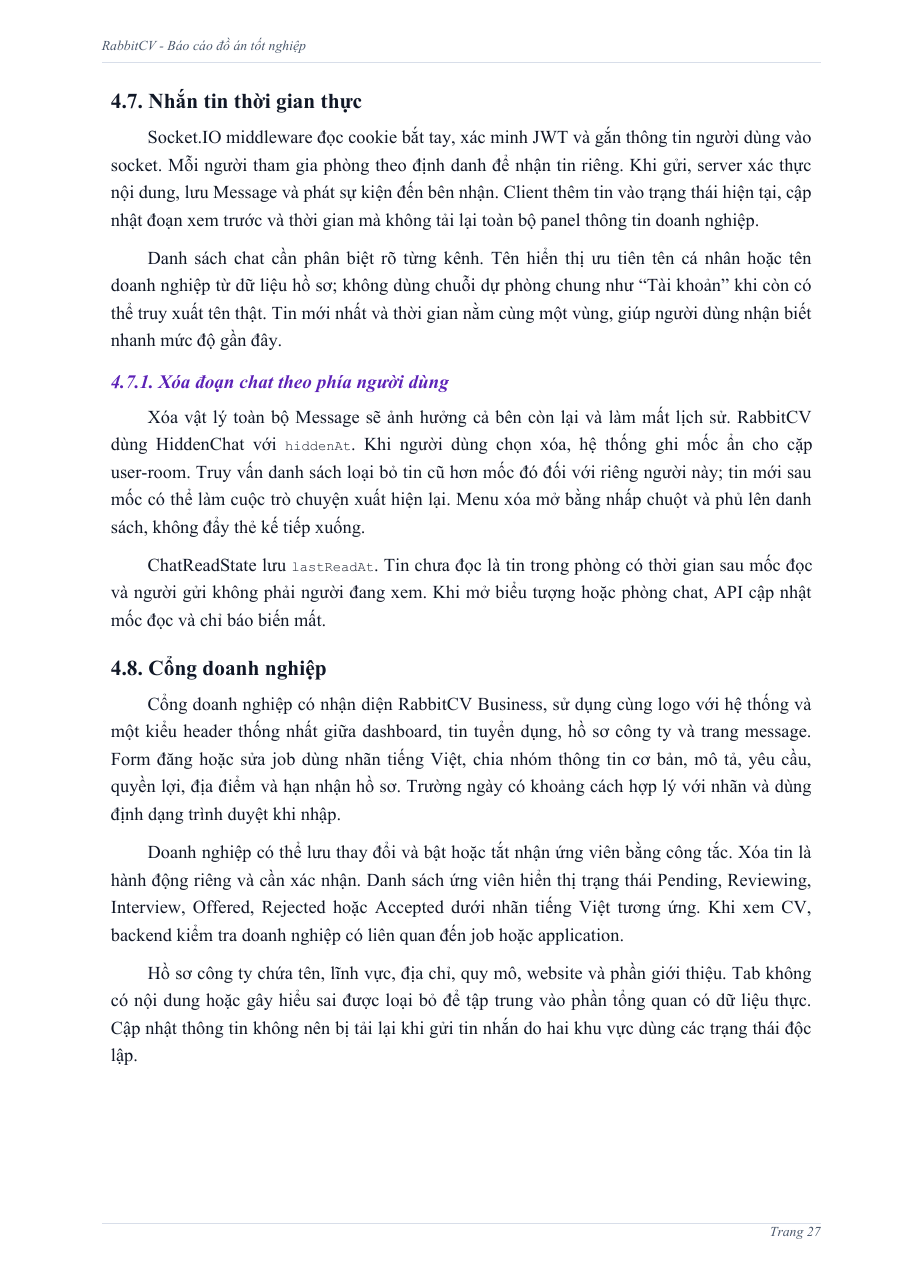 RabbitCV - Báo cáo đồ án tốt nghiệp
4.7. Nhắn tin thời gian thực
Socket.IO middleware đọc cookie bắt tay, xác minh JWT và gắn thông tin người dùng vào
socket. Mỗi người tham gia phòng theo định danh để nhận tin riêng. Khi gửi, server xác thực
nội dung, lưu Message và phát sự kiện đến bên nhận. Client thêm tin vào trạng thái hiện tại, cập
nhật đoạn xem trước và thời gian mà không tải lại toàn bộ panel thông tin doanh nghiệp.
Danh sách chat cần phân biệt rõ từng kênh. Tên hiển thị ưu tiên tên cá nhân hoặc tên
doanh nghiệp từ dữ liệu hồ sơ; không dùng chuỗi dự phòng chung như “Tài khoản” khi còn có
thể truy xuất tên thật. Tin mới nhất và thời gian nằm cùng một vùng, giúp người dùng nhận biết
nhanh mức độ gần đây.
4.7.1. Xóa đoạn chat theo phía người dùng
Xóa vật lý toàn bộ Message sẽ ảnh hưởng cả bên còn lại và làm mất lịch sử. RabbitCV
dùng HiddenChat với hiddenAt. Khi người dùng chọn xóa, hệ thống ghi mốc ẩn cho cặp
user-room. Truy vấn danh sách loại bỏ tin cũ hơn mốc đó đối với riêng người này; tin mới sau
mốc có thể làm cuộc trò chuyện xuất hiện lại. Menu xóa mở bằng nhấp chuột và phủ lên danh
sách, không đẩy thẻ kế tiếp xuống.
ChatReadState lưu lastReadAt. Tin chưa đọc là tin trong phòng có thời gian sau mốc đọc
và người gửi không phải người đang xem. Khi mở biểu tượng hoặc phòng chat, API cập nhật
mốc đọc và chỉ báo biến mất.
4.8. Cổng doanh nghiệp
Cổng doanh nghiệp có nhận diện RabbitCV Business, sử dụng cùng logo với hệ thống và
một kiểu header thống nhất giữa dashboard, tin tuyển dụng, hồ sơ công ty và trang message.
Form đăng hoặc sửa job dùng nhãn tiếng Việt, chia nhóm thông tin cơ bản, mô tả, yêu cầu,
quyền lợi, địa điểm và hạn nhận hồ sơ. Trường ngày có khoảng cách hợp lý với nhãn và dùng
định dạng trình duyệt khi nhập.
Doanh nghiệp có thể lưu thay đổi và bật hoặc tắt nhận ứng viên bằng công tắc. Xóa tin là
hành động riêng và cần xác nhận. Danh sách ứng viên hiển thị trạng thái Pending, Reviewing,
Interview, Offered, Rejected hoặc Accepted dưới nhãn tiếng Việt tương ứng. Khi xem CV,
backend kiểm tra doanh nghiệp có liên quan đến job hoặc application.
Hồ sơ công ty chứa tên, lĩnh vực, địa chỉ, quy mô, website và phần giới thiệu. Tab không
có nội dung hoặc gây hiểu sai được loại bỏ để tập trung vào phần tổng quan có dữ liệu thực.
Cập nhật thông tin không nên bị tải lại khi gửi tin nhắn do hai khu vực dùng các trạng thái độc
lập.
Trang 27